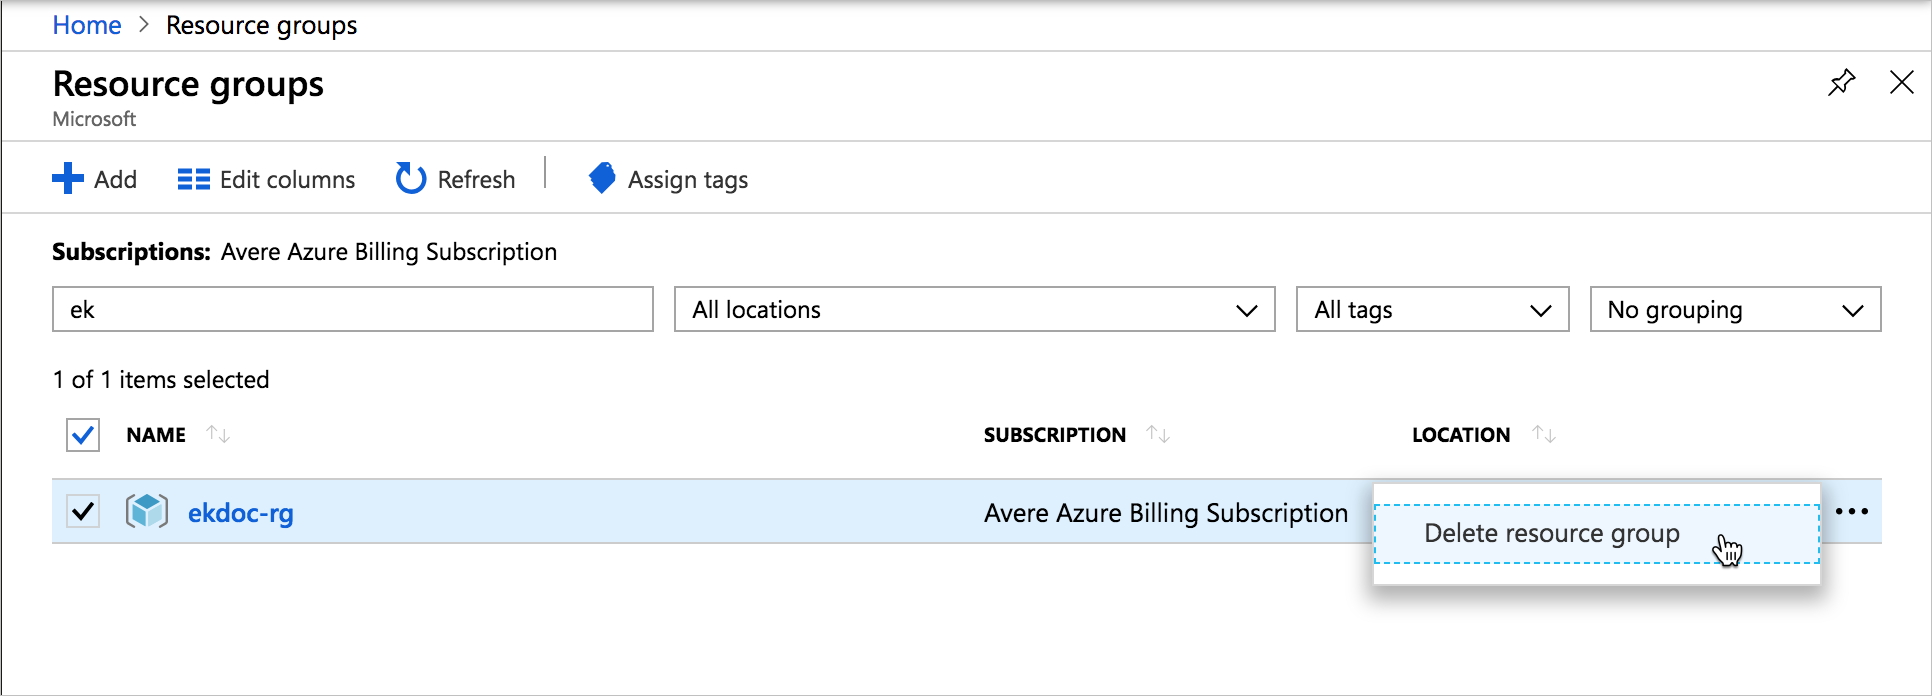 Home > Resource groups
Resource groups
Microsoft
Add Edit columns Refresh Assign tags
Subscriptions: Avere Azure Billing Subscription
ek All locations All tags No grouping
1 of 1 items selected
NAME SUBSCRIPTION LOCATION
ekdoc-rg Avere Azure Billing Subscription
Delete resource group